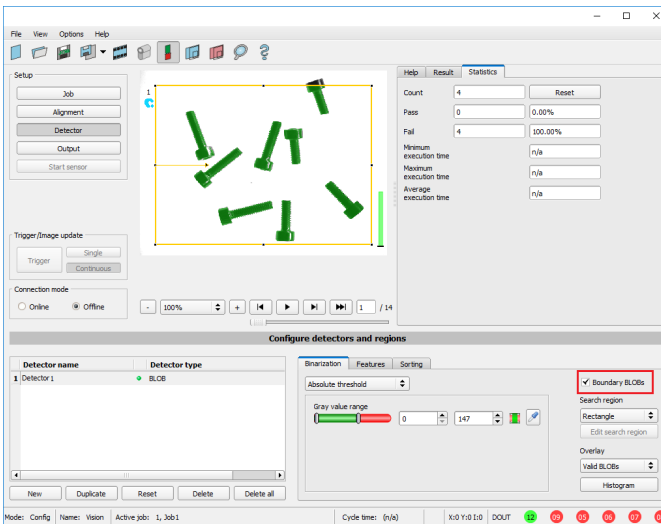 File View Options Help
Setup
Job
Alignment
Detector
Output
Start sensor
Trigger/Image update
Trigger
Single
Continuous
Connection mode
Online Offline
1
- 100% + 1 / 14
Help Result Statistics
Count 4 Reset
Pass 0 0.00%
Fail 4 100.00%
Minimum
execution time n/a
Maximum
execution time n/a
Average
execution time n/a
Configure detectors and regions
Detector name Detector type
1 Detector1 BLOB
New Duplicate Reset Delete Delete all
Binarization Features Sorting
Absolute threshold
Gray value range
0 147
Boundary BLOBs
Search region
Rectangle
Edit search region
Overlay
Valid BLOBs
Histogram
Mode: Config Name: Vision Active job: 1, Job1 Cycle time: (n/a) X:0 Y:0 I:0 DOUT 12 09 05 06 07